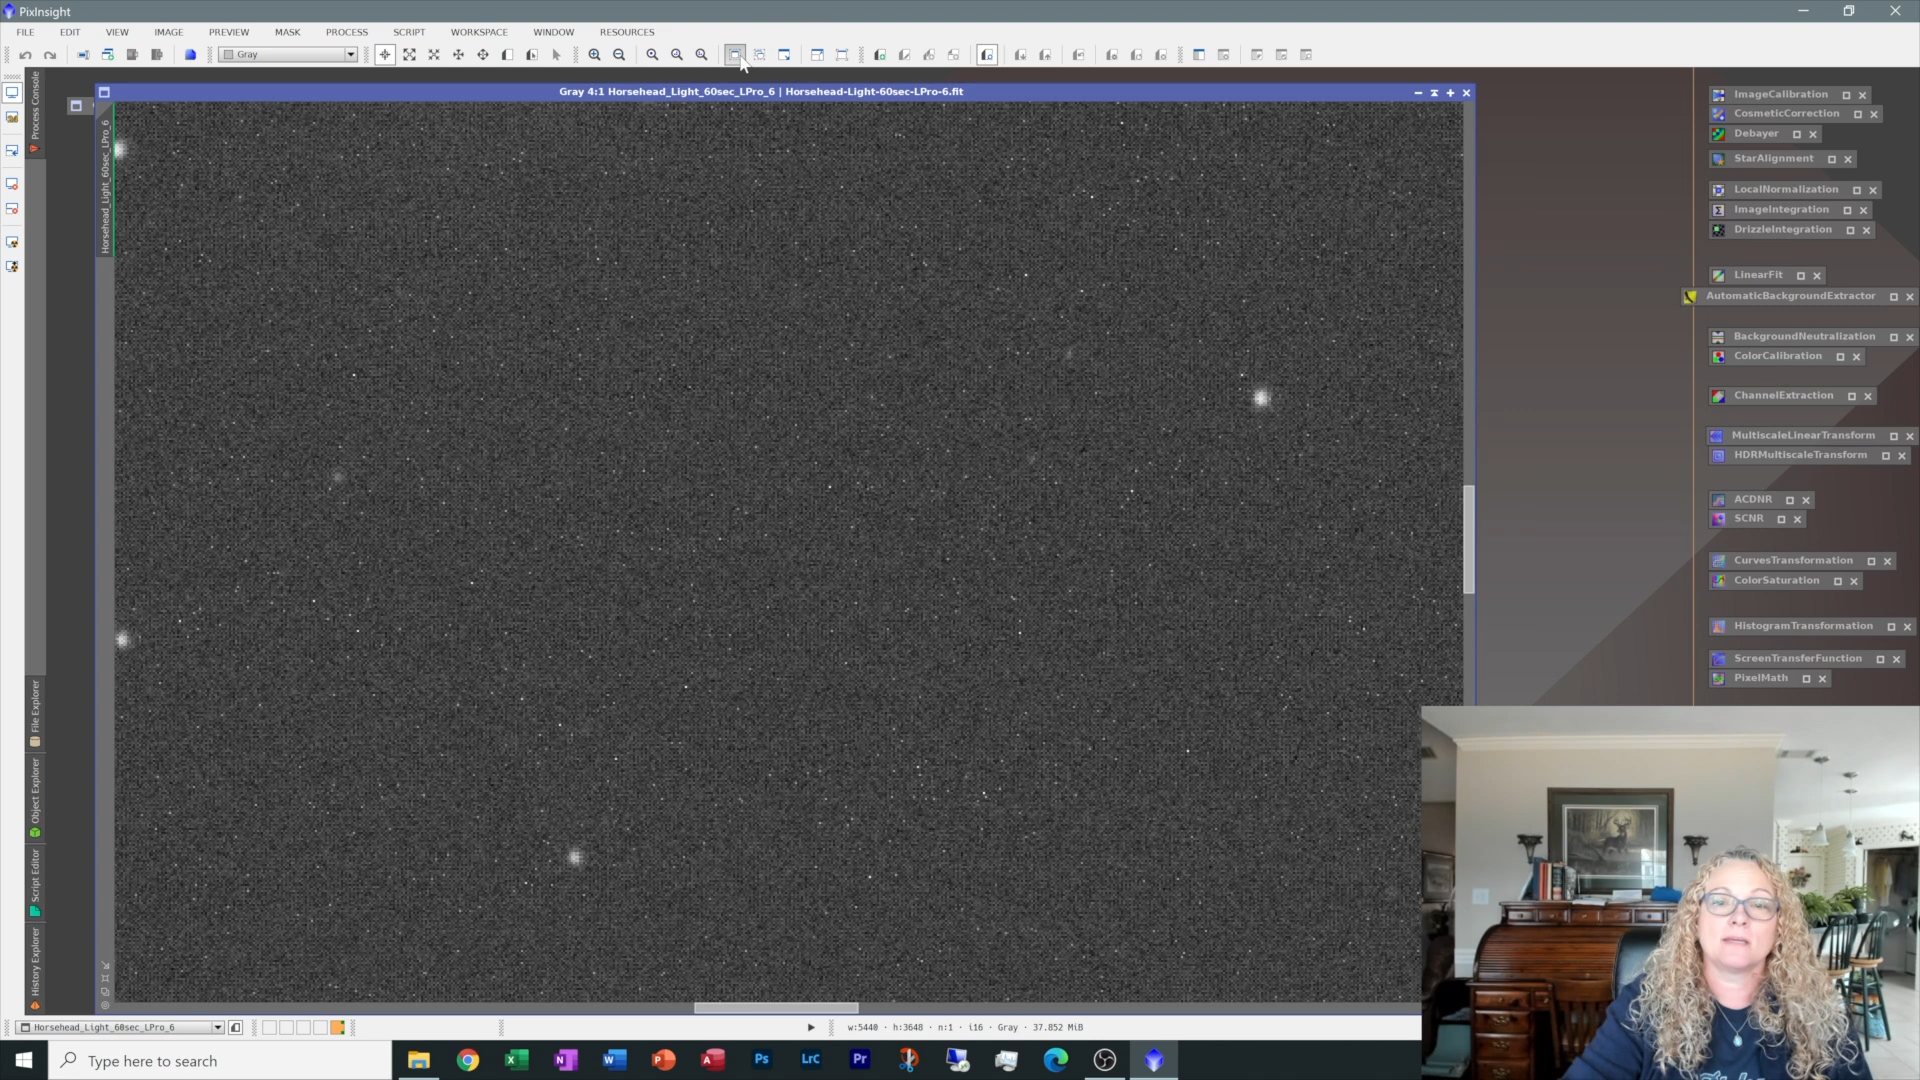 PixInsight
FILE EDIT VIEW IMAGE PREVIEW MASK PROCESS SCRIPT WORKSPACE WINDOW RESOURCES
Gray
Process Console
Gray 4:1 Horsehead_Light_60sec_LPro_6 | Horsehead-Light-60sec-LPro-6.fit
Horsehead_Light_60sec_LPro_6
ImageCalibration
CosmeticCorrection
Debayer
StarAlignment
LocalNormalization
ImageIntegration
DrizzleIntegration
LinearFit
AutomaticBackgroundExtractor
BackgroundNeutralization
ColorCalibration
ChannelExtraction
MultiscaleLinearTransform
HDRMultiscaleTransform
ACDNR
SCNR
CurvesTransformation
ColorSaturation
HistogramTransformation
ScreenTransferFunction
PixelMath
File Explorer
Object Explorer
Script Editor
History Explorer
Horsehead_Light_60sec_LPro_6
w:5440 · h:3648 · n:1 · i16 · Gray · 37.852 MiB
Type here to search
Ps
LrC
Pr